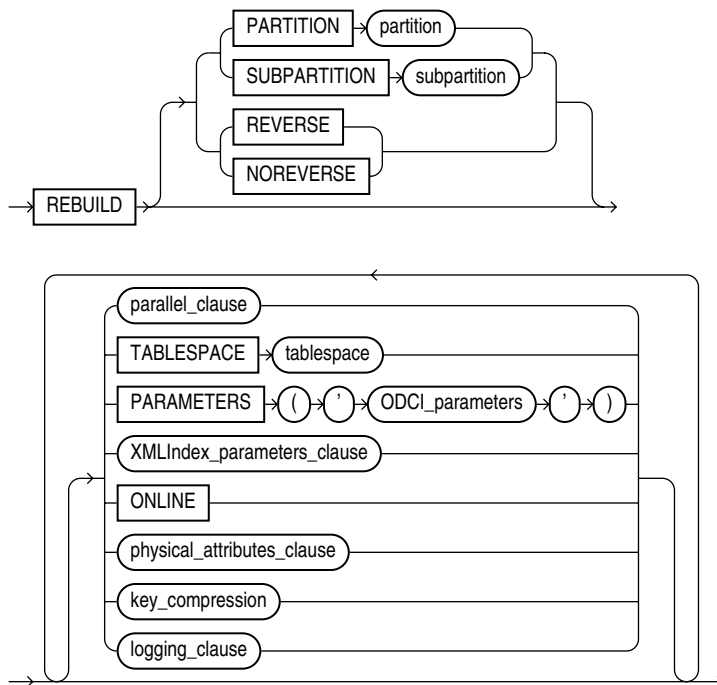 PARTITION partition
SUBPARTITION subpartition
REVERSE
NOREVERSE
REBUILD
parallel_clause
TABLESPACE tablespace
PARAMETERS ( ' ODCI_parameters ' )
XMLIndex_parameters_clause
ONLINE
physical_attributes_clause
key_compression
logging_clause